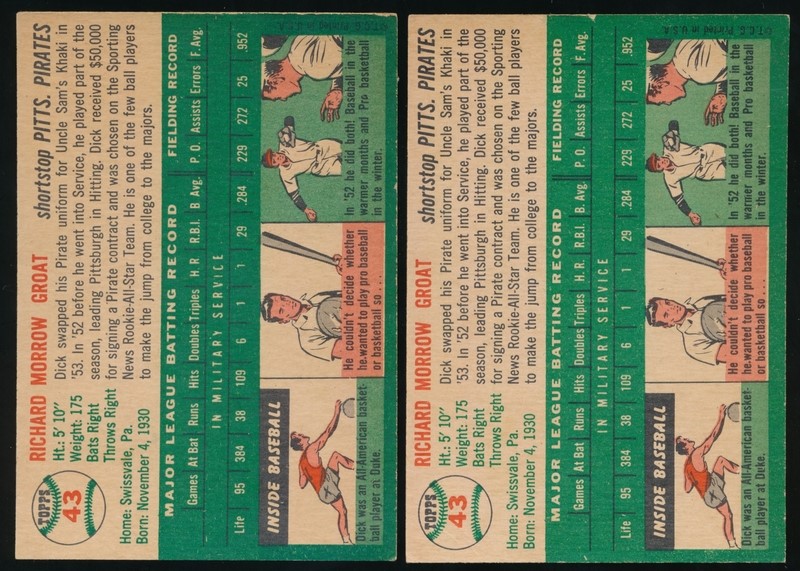 TOPPS
43
RICHARD MORROW GROAT
shortstop PITTS. PIRATES
Ht.: 5' 10"
Weight: 175
Bats Right
Throws Right
Home: Swissvale, Pa.
Born: November 4, 1930
Dick swapped his Pirate uniform for Uncle Sam's Khaki in
'53. In '52 before he went into Service, he played part of the
season, leading Pittsburgh in Hitting. Dick received $50,000
for signing a Pirate contract and was chosen on the Sporting
News Rookie-All-Star Team. He is one of the few ball players
to make the jump from college to the majors.
MAJOR LEAGUE BATTING RECORD FIELDING RECORD
Games At Bat Runs Hits Doubles Triples H.R. R.B.I. B Avg. P.O. Assists Errors F. Avg.
IN MILITARY SERVICE
Life 95 384 38 109 6 1 1 29 .284 229 272 25 .952
INSIDE BASEBALL
Dick was an All-American basket-
ball player at Duke.
He couldn't decide whether
he wanted to play pro baseball
or basketball so . . .
In '52 he did both! Baseball in the
warmer months and Pro basketball
in the winter.
©T.C.G. Printed in U.S.A.
TOPPS
43
RICHARD MORROW GROAT
shortstop PITTS. PIRATES
Ht.: 5' 10"
Weight: 175
Bats Right
Throws Right
Home: Swissvale, Pa.
Born: November 4, 1930
Dick swapped his Pirate uniform for Uncle Sam's Khaki in
'53. In '52 before he went into Service, he played part of the
season, leading Pittsburgh in Hitting. Dick received $50,000
for signing a Pirate contract and was chosen on the Sporting
News Rookie-All-Star Team. He is one of the few ball players
to make the jump from college to the majors.
MAJOR LEAGUE BATTING RECORD FIELDING RECORD
Games At Bat Runs Hits Doubles Triples H.R. R.B.I. B Avg. P.O. Assists Errors F. Avg.
IN MILITARY SERVICE
Life 95 384 38 109 6 1 1 29 .284 229 272 25 .952
INSIDE BASEBALL
Dick was an All-American basket-
ball player at Duke.
He couldn't decide whether
he wanted to play pro baseball
or basketball so . . .
In '52 he did both! Baseball in the
warmer months and Pro basketball
in the winter.
©T.C.G. Printed in U.S.A.